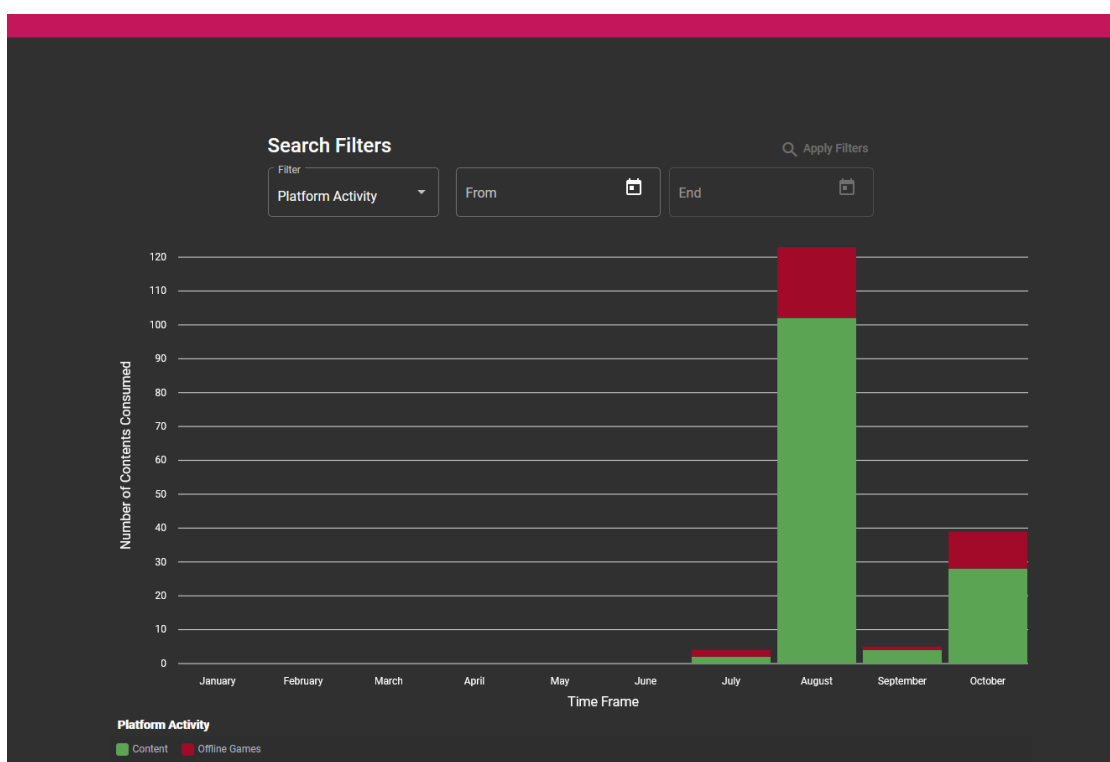 Search Filters
Apply Filters
Filter
Platform Activity
From
End
120
110
100
90
80
70
60
50
40
30
20
10
0
Number of Contents Consumed
January February March April May June July August September October
Time Frame
Platform Activity
Content Offline Games